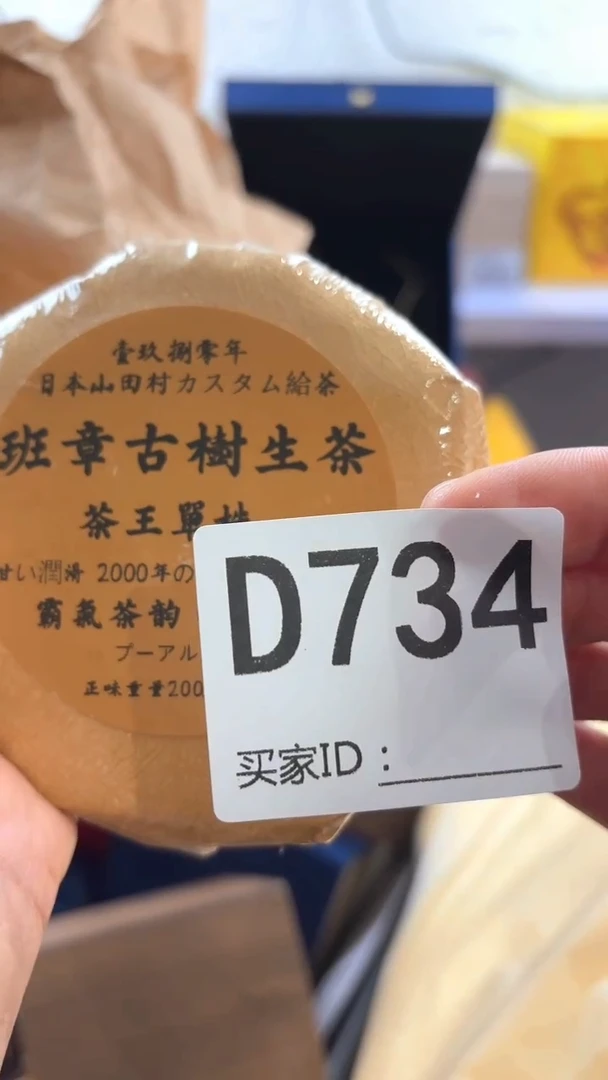 壹玖捌零年
日本山田村カスタム給茶
班章古樹生茶
茶王單株
甘い潤滑 2000年の
霸氣茶韵
プーアル
正味重量200
D734
买家ID：